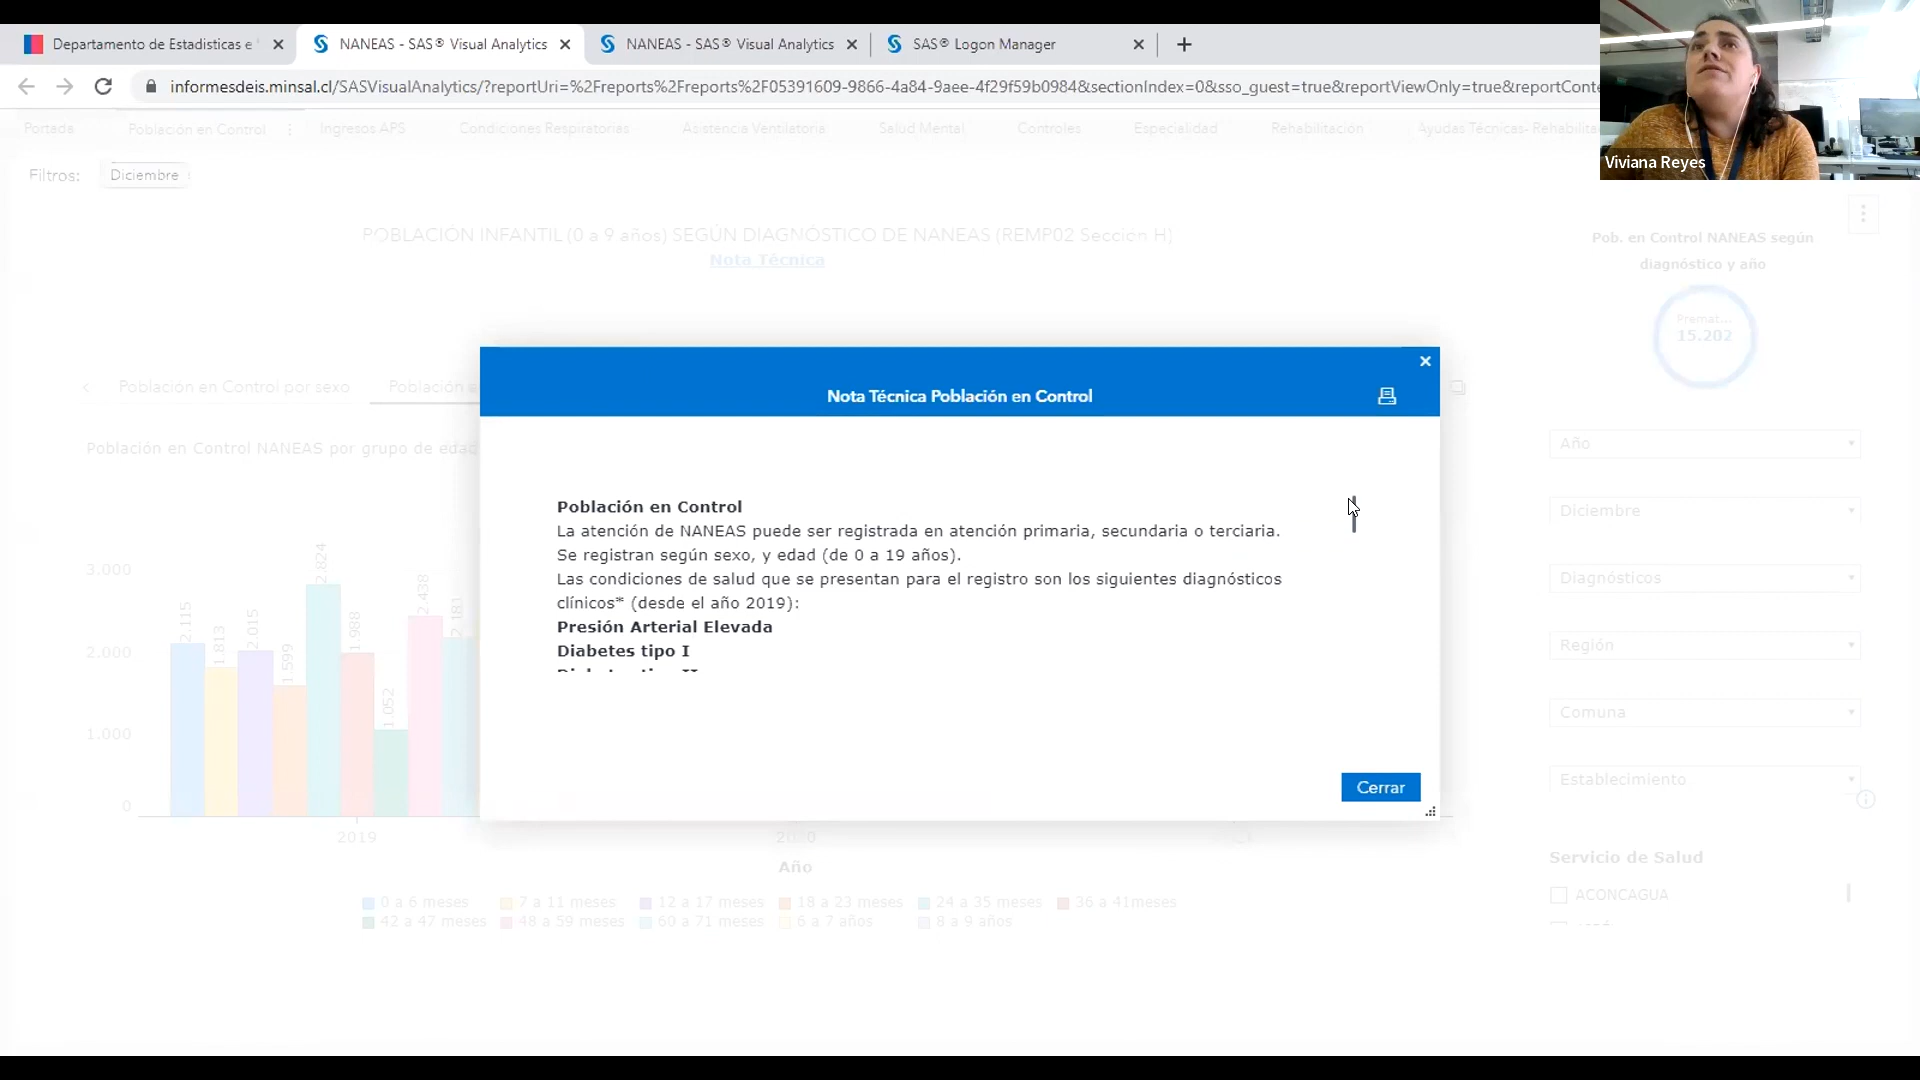 Departamento de Estadisticas e
NANEAS - SAS® Visual Analytics
NANEAS - SAS® Visual Analytics
SAS® Logon Manager
informesdeis.minsal.cl/SASVisualAnalytics/?reportUri=%2Freports%2Freports%2F05391609-9866-4a84-9aee-4f29f59b0984&sectionIndex=0&sso_guest=true&reportViewOnly=true&reportConte
Viviana Reyes
Portada
Población en Control
Ingresos APS
Condiciones Respiratorias
Asistencia Ventilatoria
Salud Mental
Controles
Especialidad
Rehabilitación
Ayudas Técnicas- Rehabilita
Filtros:
Diciembre
POBLACIÓN INFANTIL (0 a 9 años) SEGÚN DIAGNÓSTICO DE NANEAS (REMP02 Sección H)
Nota Técnica
Pob. en Control NANEAS según
diagnóstico y año
Premat...
15.202
Población en Control por sexo
Población e
Población en Control NANEAS por grupo de edad
Nota Técnica Población en Control
Población en Control
La atención de NANEAS puede ser registrada en atención primaria, secundaria o terciaria.
Se registran según sexo, y edad (de 0 a 19 años).
Las condiciones de salud que se presentan para el registro son los siguientes diagnósticos
clínicos* (desde el año 2019):
Presión Arterial Elevada
Diabetes tipo I
Cerrar
3.000
2.000
1.000
0
2.115
1.813
2.015
1.599
2.824
1.988
1.052
2.438
2.181
2019
2020
Año
0 a 6 meses
7 a 11 meses
12 a 17 meses
18 a 23 meses
24 a 35 meses
36 a 41meses
42 a 47 meses
48 a 59 meses
60 a 71 meses
6 a 7 años
8 a 9 años
Año
Diciembre
Diagnósticos
Región
Comuna
Establecimiento
Servicio de Salud
ACONCAGUA